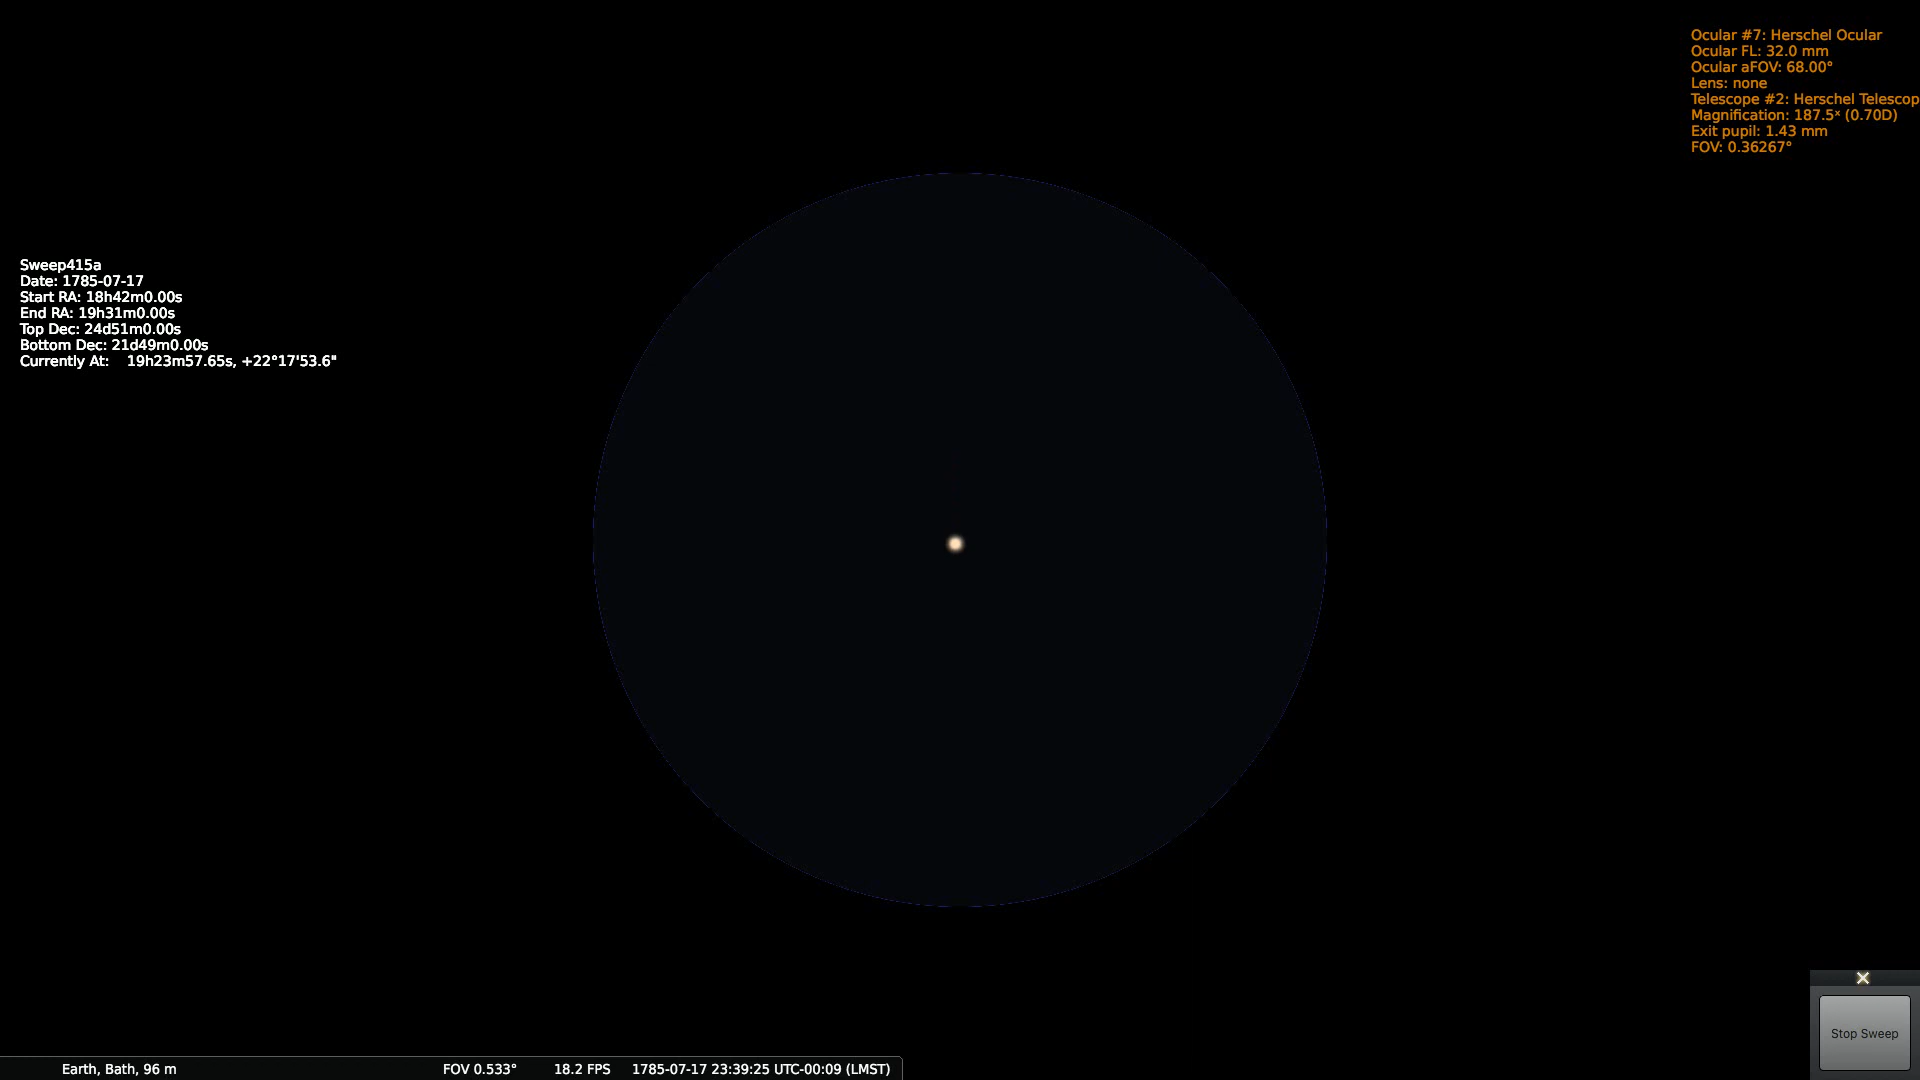 Ocular #7: Herschel Ocular
Ocular FL: 32.0 mm
Ocular aFOV: 68.00°
Lens: none
Telescope #2: Herschel Telescop
Magnification: 187.5ˣ (0.70D)
Exit pupil: 1.43 mm
FOV: 0.36267°
Sweep415a
Date: 1785-07-17
Start RA: 18h42m0.00s
End RA: 19h31m0.00s
Top Dec: 24d51m0.00s
Bottom Dec: 21d49m0.00s
Currently At: 19h23m57.65s, +22°17'53.6"
Stop Sweep
Earth, Bath, 96 m FOV 0.533° 18.2 FPS 1785-07-17 23:39:25 UTC-00:09 (LMST)